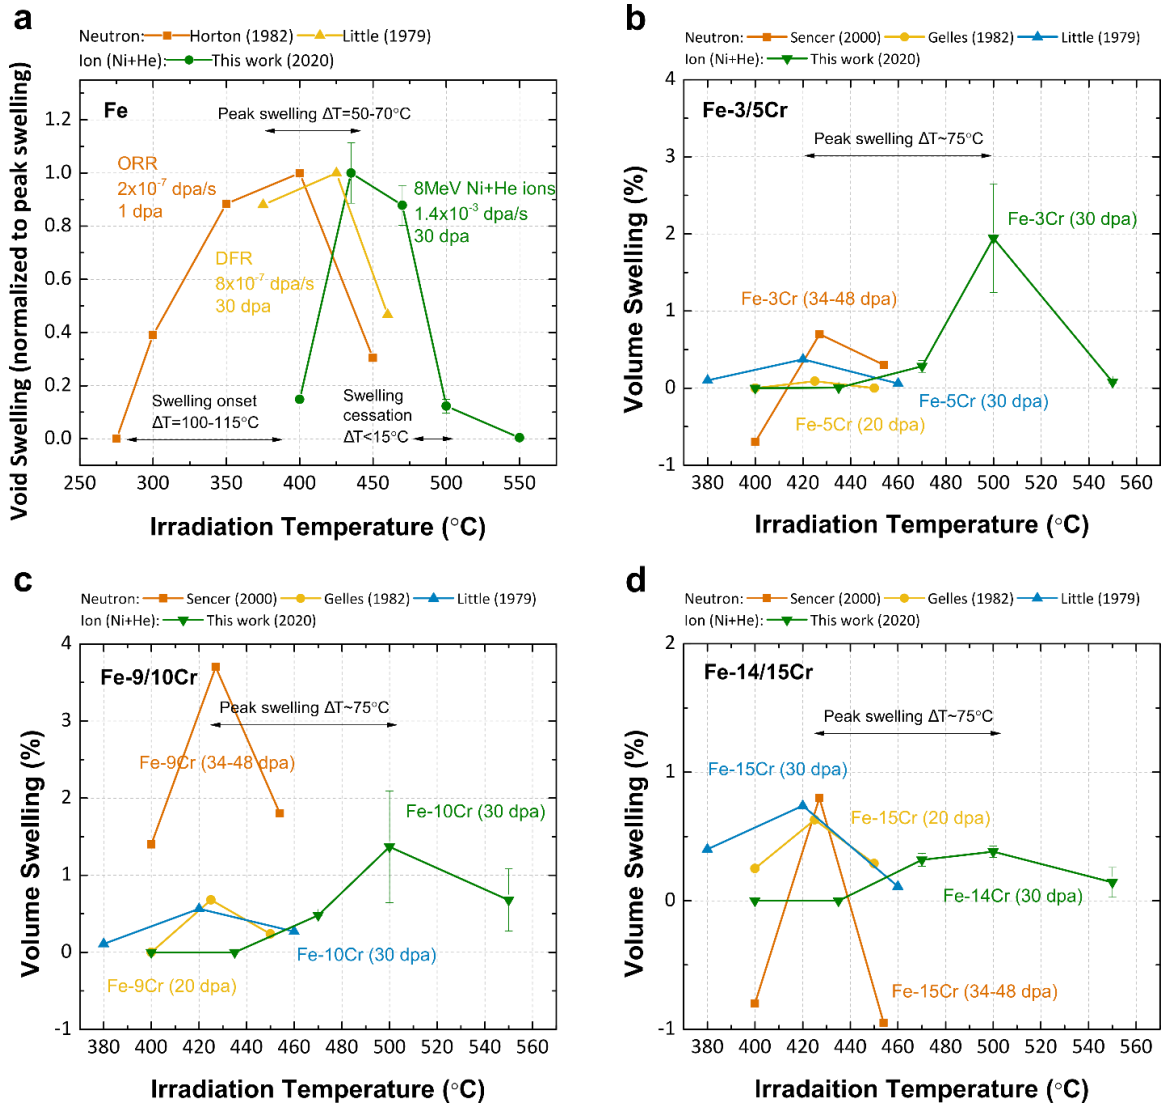 a
Neutron: Horton (1982) Little (1979)
Ion (Ni+He): This work (2020)
Fe
Peak swelling ΔT=50-70°C
ORR
2x10⁻⁷ dpa/s
1 dpa
8MeV Ni+He ions
1.4x10⁻³ dpa/s
30 dpa
DFR
8x10⁻⁷ dpa/s
30 dpa
Swelling onset
ΔT=100-115°C
Swelling
cessation
ΔT<15°C
Void Swelling (normalized to peak swelling)
1.2
1.0
0.8
0.6
0.4
0.2
0.0
250 300 350 400 450 500 550
Irradiation Temperature (°C)
b
Neutron: Sencer (2000) Gelles (1982) Little (1979)
Ion (Ni+He): This work (2020)
Fe-3/5Cr
Peak swelling ΔT~75°C
Fe-3Cr (30 dpa)
Fe-3Cr (34-48 dpa)
Fe-5Cr (30 dpa)
Fe-5Cr (20 dpa)
Volume Swelling (%)
4
3
2
1
0
-1
380 400 420 440 460 480 500 520 540 560
Irradiation Temperature (°C)
c
Neutron: Sencer (2000) Gelles (1982) Little (1979)
Ion (Ni+He): This work (2020)
Fe-9/10Cr
Peak swelling ΔT~75°C
Fe-9Cr (34-48 dpa)
Fe-10Cr (30 dpa)
Fe-10Cr (30 dpa)
Fe-9Cr (20 dpa)
Volume Swelling (%)
4
3
2
1
0
-1
380 400 420 440 460 480 500 520 540 560
Irradiation Temperature (°C)
d
Neutron: Sencer (2000) Gelles (1982) Little (1979)
Ion (Ni+He): This work (2020)
Fe-14/15Cr
Peak swelling ΔT~75°C
Fe-15Cr (30 dpa)
Fe-15Cr (20 dpa)
Fe-14Cr (30 dpa)
Fe-15Cr (34-48 dpa)
Volume Swelling (%)
2
1
0
-1
380 400 420 440 460 480 500 520 540 560
Irradaition Temperature (°C)